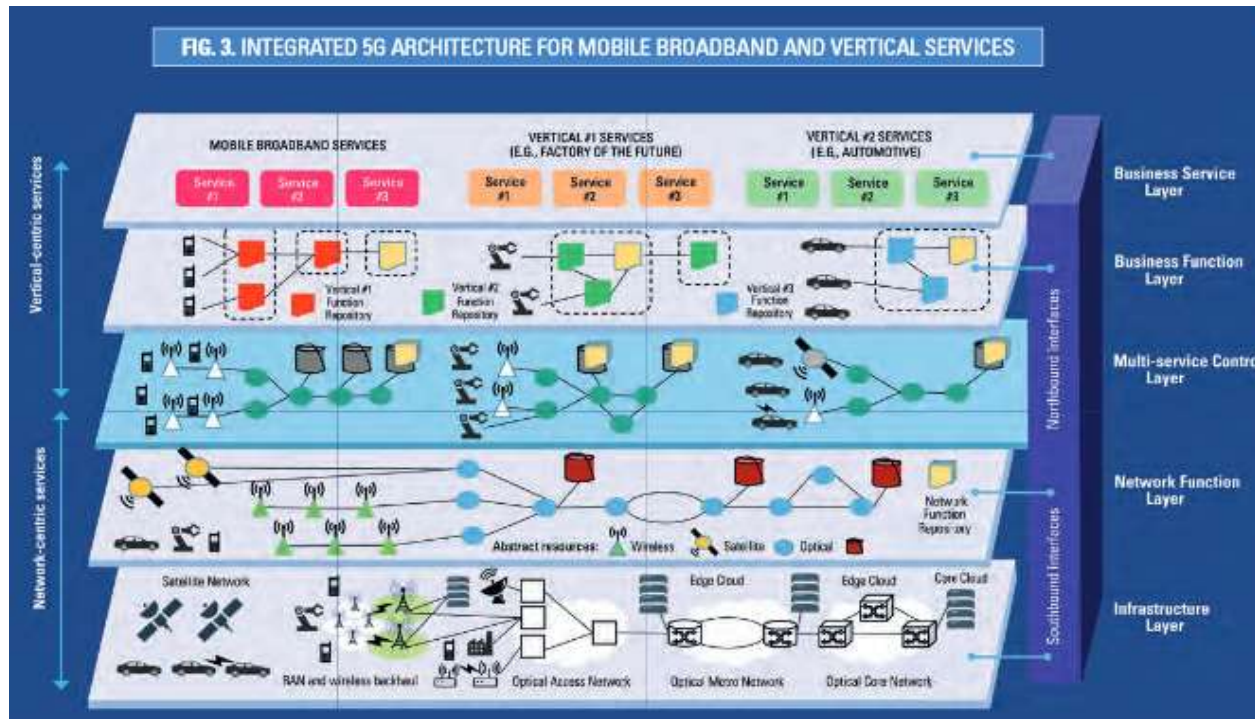 FIG. 3. INTEGRATED 5G ARCHITECTURE FOR MOBILE BROADBAND AND VERTICAL SERVICES
Vertical-centric services
Network-centric services
MOBILE BROADBAND SERVICES
VERTICAL #1 SERVICES
(E.G., FACTORY OF THE FUTURE)
VERTICAL #2 SERVICES
(E.G., AUTOMOTIVE)
Service
#1
Service
#2
Service
#3
Service
#1
Service
#2
Service
#3
Service
#1
Service
#2
Service
#3
Business Service
Layer
Vertical #1
Function
Repository
Vertical #2
Function
Repository
Vertical #3
Function
Repository
Business Function
Layer
Multi-service Contro
Layer
Northbound Interfaces
Network
Function
Repository
Abstract resources:
Wireless
Satellite
Optical
Network Function
Layer
Southbound Interfaces
Satellite Network
Edge Cloud
Edge Cloud
Core Cloud
RAN and wireless backhaul
Optical Access Network
Optical Metro Network
Optical Core Network
Infrastructure
Layer